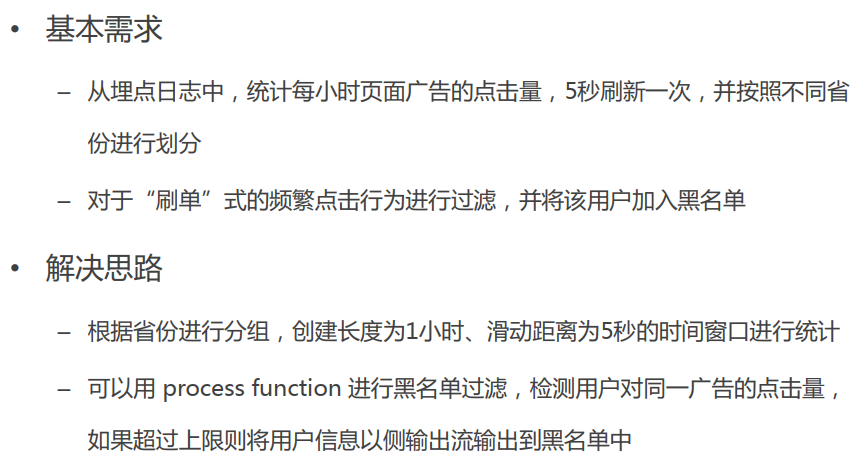 • 基本需求
– 从埋点日志中，统计每小时页面广告的点击量，5秒刷新一次，并按照不同省
份进行划分
– 对于“刷单”式的频繁点击行为进行过滤，并将该用户加入黑名单
• 解决思路
– 根据省份进行分组，创建长度为1小时、滑动距离为5秒的时间窗口进行统计
– 可以用 process function 进行黑名单过滤，检测用户对同一广告的点击量，
如果超过上限则将用户信息以侧输出流输出到黑名单中